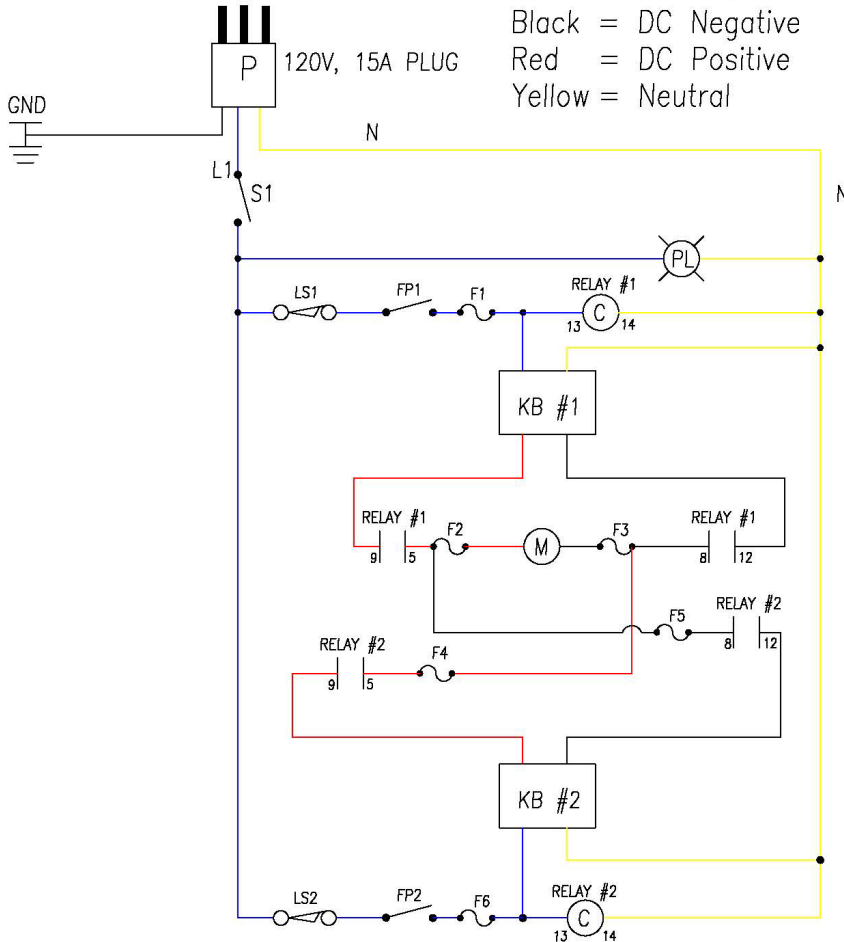 Black = DC Negative
P 120V, 15A PLUG
Red = DC Positive
Yellow = Neutral
GND
N
L1
S1
N
PL
LS1
FP1
F1
RELAY #1
13 C 14
KB #1
RELAY #1
F2
F3
RELAY #1
9 5
M
8 12
F5
RELAY #2
8 12
RELAY #2
F4
9 5
KB #2
LS2
FP2
F6
RELAY #2
13 C 14